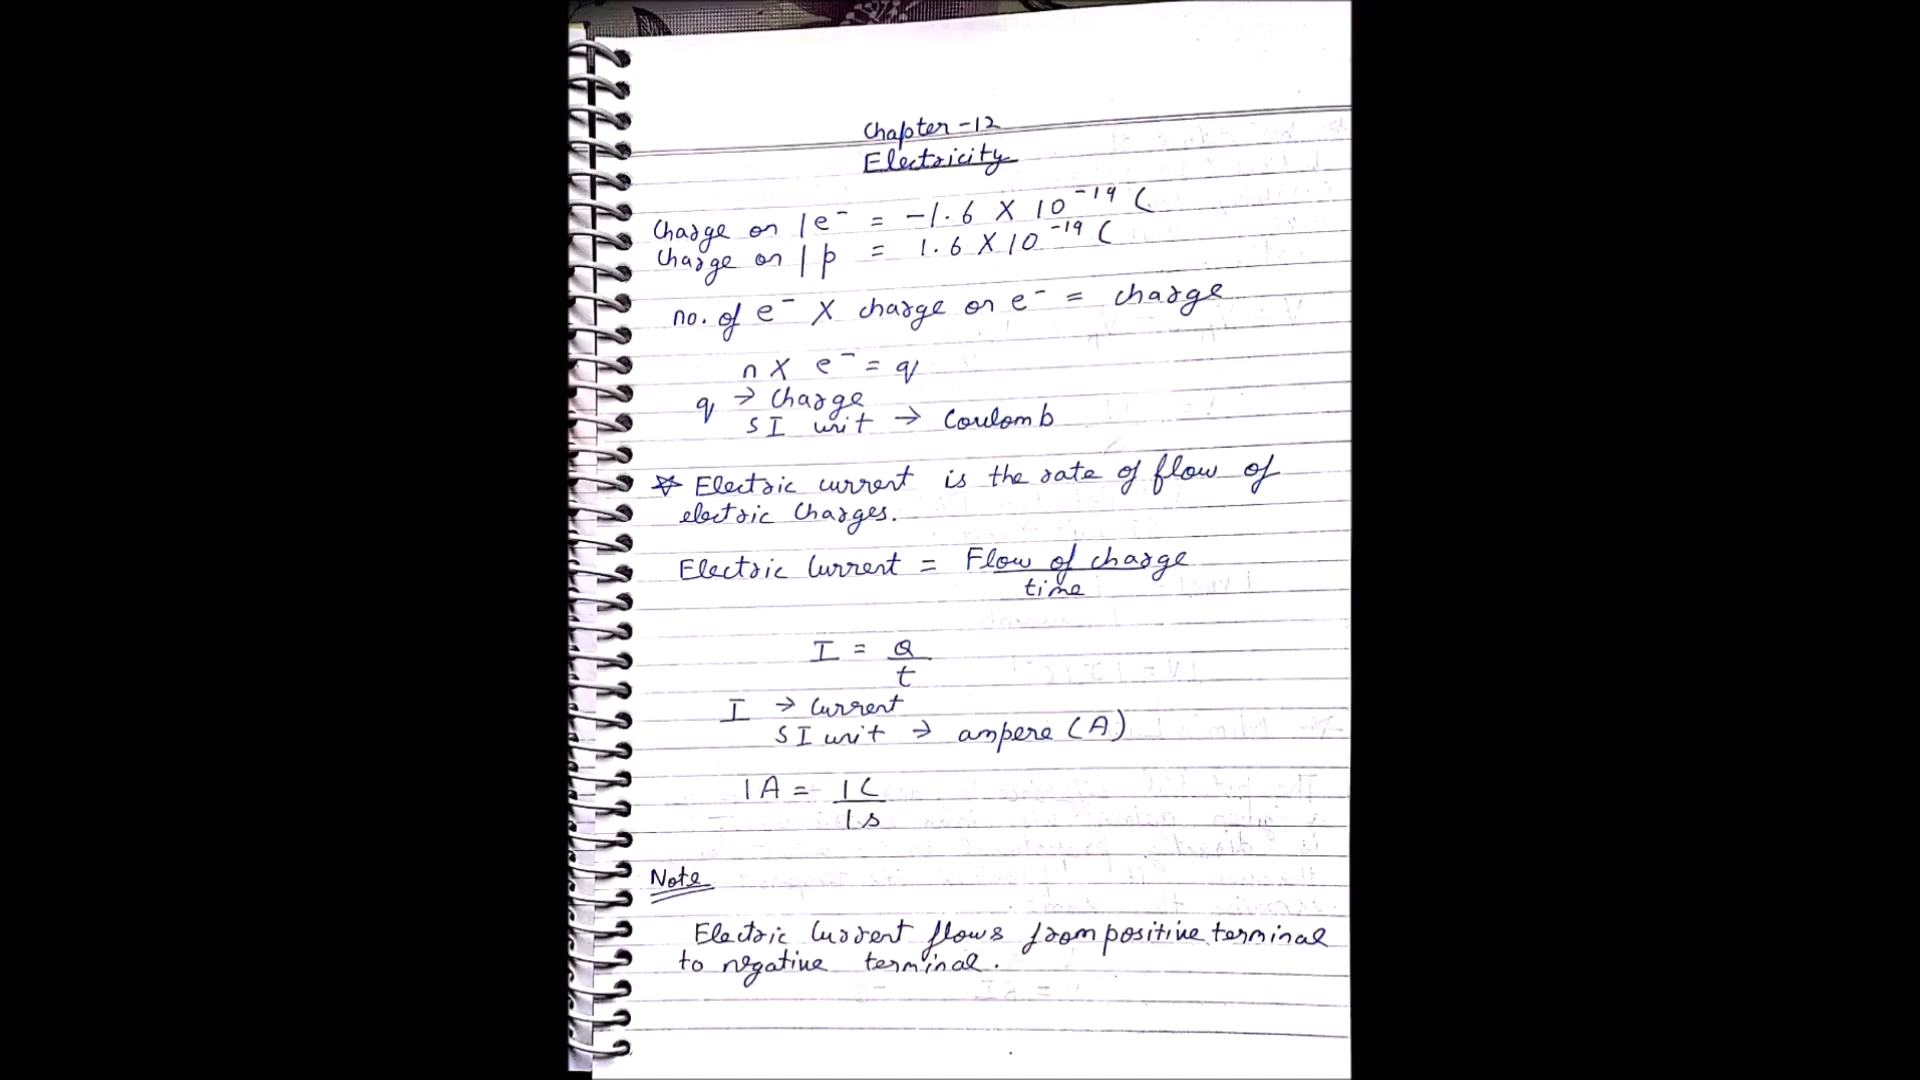 Chapter -12
Electricity
Charge on 1e⁻ = -1.6 X 10⁻¹⁹ C
Charge on 1 p = 1.6 X 10⁻¹⁹ C
no. of e⁻ X charge on e⁻ = charge
n X e⁻ = q
q → Charge
SI unit → Coulomb
☆ Electric current is the rate of flow of
electric Charges.
Electric Current = Flow of charge
time
I = Q
t
I → Current
SI unit → ampere (A)
1A = 1C
1s
Note
Electric Current flows from positive terminal
to negative terminal.